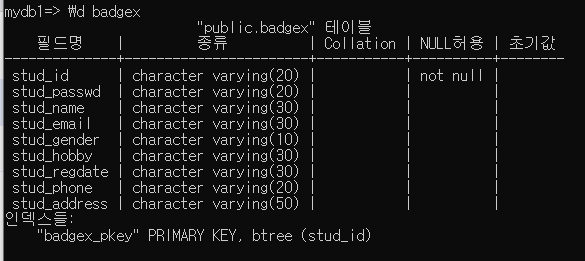 mydb1=> ₩d badgex
"public.badgex" 테이블
필드명 | 종류 | Collation | NULL허용 | 초기값
--------------+-----------------------+-----------+----------+--------
stud_id | character varying(20) | | not null |
stud_passwd | character varying(20) | | |
stud_name | character varying(30) | | |
stud_email | character varying(30) | | |
stud_gender | character varying(10) | | |
stud_hobby | character varying(30) | | |
stud_regdate | character varying(30) | | |
stud_phone | character varying(20) | | |
stud_address | character varying(50) | | |
인덱스들:
"badgex_pkey" PRIMARY KEY, btree (stud_id)